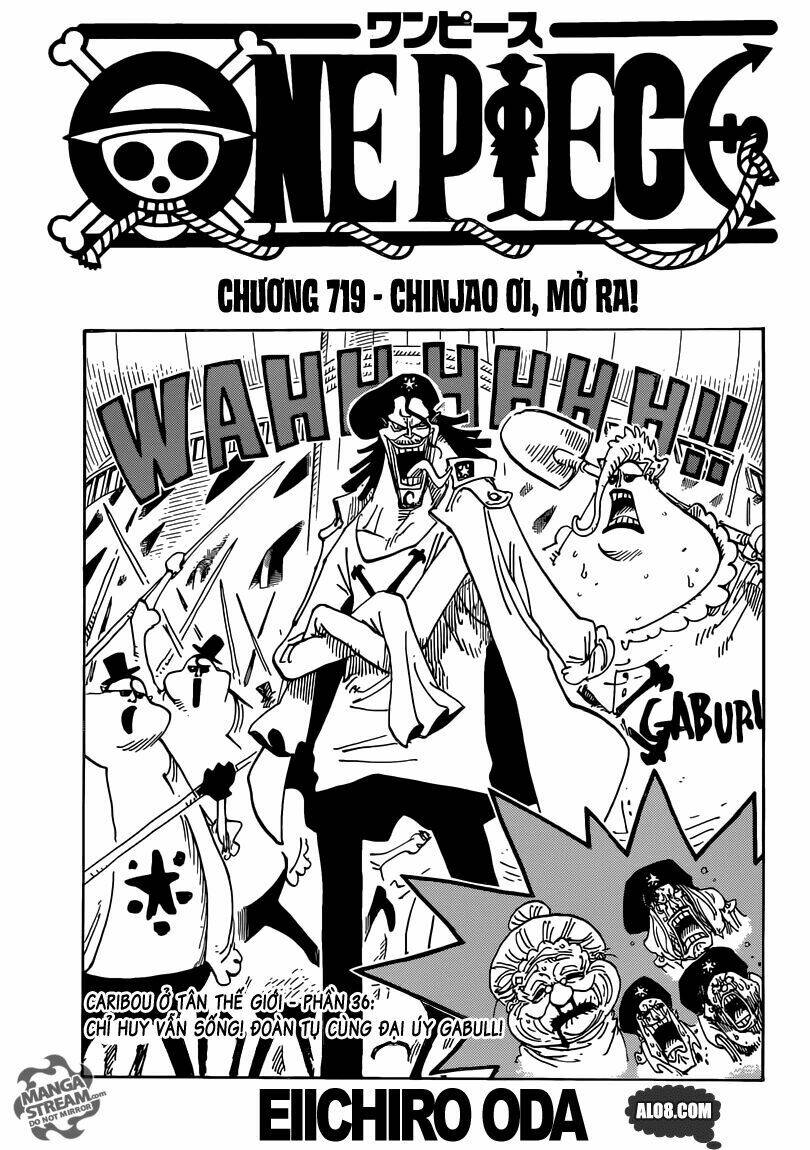 ワンピース
ONE PIECE
CHƯƠNG 719 - CHINJAO ƠI, MỞ RA!
WAHHHHHHH!!
GABURU
CARIBOU Ở TÂN THẾ GIỚI - PHẦN 36:
CHỈ HUY VẪN SỐNG! ĐOÀN TỤ CÙNG ĐẠI ÚY GABULL!
MANGA
STREAM.COM
DO NOT MIRROR
EIICHIRO ODA
ALO8.COM